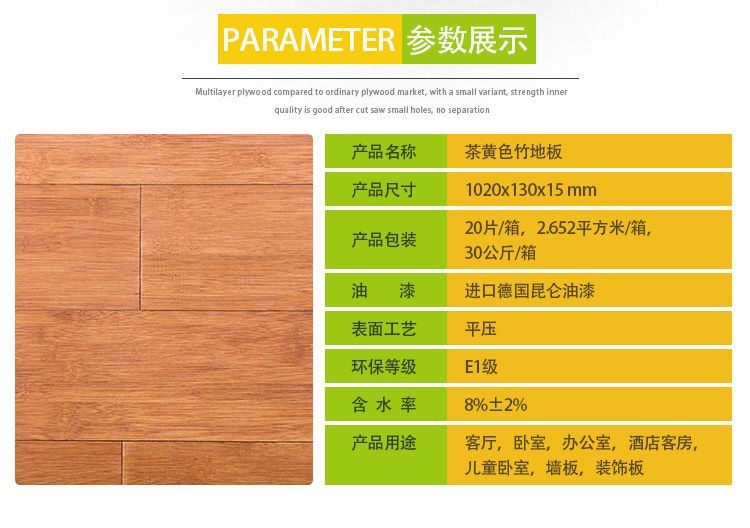 PARAMETER 参数展示
Multilayer plywood compared to ordinary plywood market, with a small variant, strength inner
quality is good after cut saw small holes, no separation
产品名称 茶黄色竹地板
产品尺寸 1020x130x15 mm
产品包装 20片/箱，2.652平方米/箱,
30公斤/箱
油 漆 进口德国昆仑油漆
表面工艺 平压
环保等级 E1级
含 水 率 8%±2%
产品用途 客厅，卧室，办公室，酒店客房，
儿童卧室，墙板，装饰板